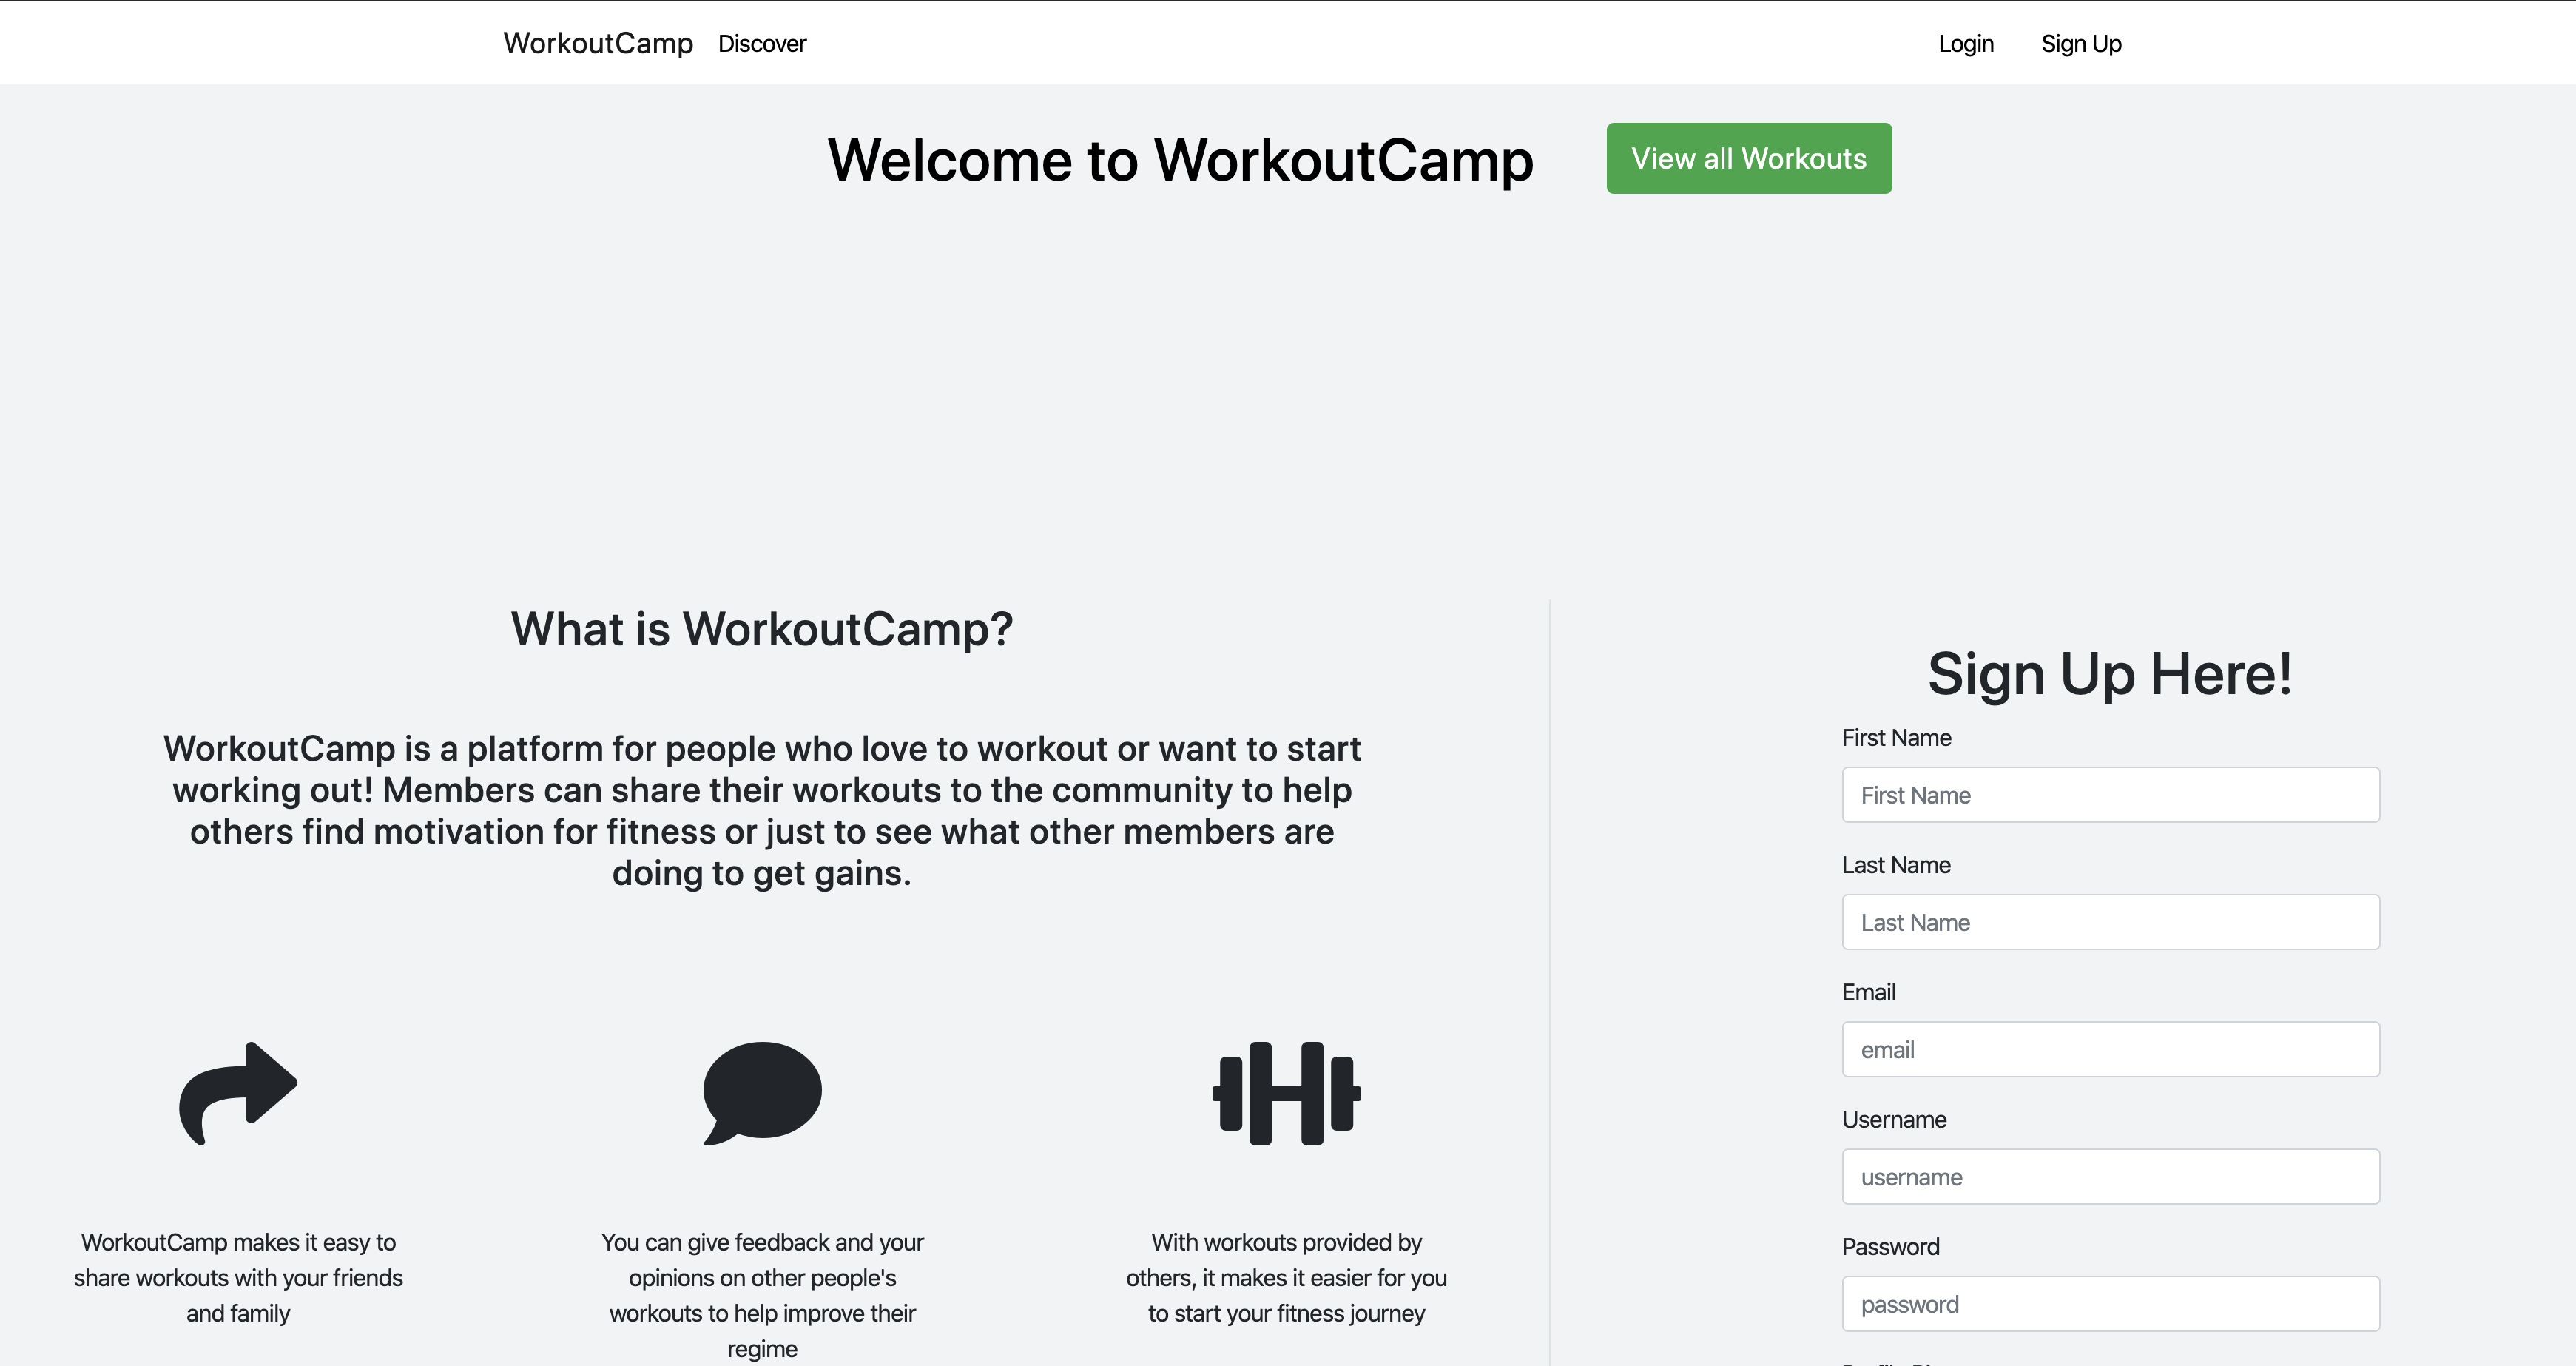 WorkoutCamp Discover Login Sign Up
Welcome to WorkoutCamp View all Workouts
What is WorkoutCamp?
WorkoutCamp is a platform for people who love to workout or want to start
working out! Members can share their workouts to the community to help
others find motivation for fitness or just to see what other members are
doing to get gains.
WorkoutCamp makes it easy to
share workouts with your friends
and family
You can give feedback and your
opinions on other people's
workouts to help improve their
regime
With workouts provided by
others, it makes it easier for you
to start your fitness journey
Sign Up Here!
First Name
First Name
Last Name
Last Name
Email
email
Username
username
Password
password